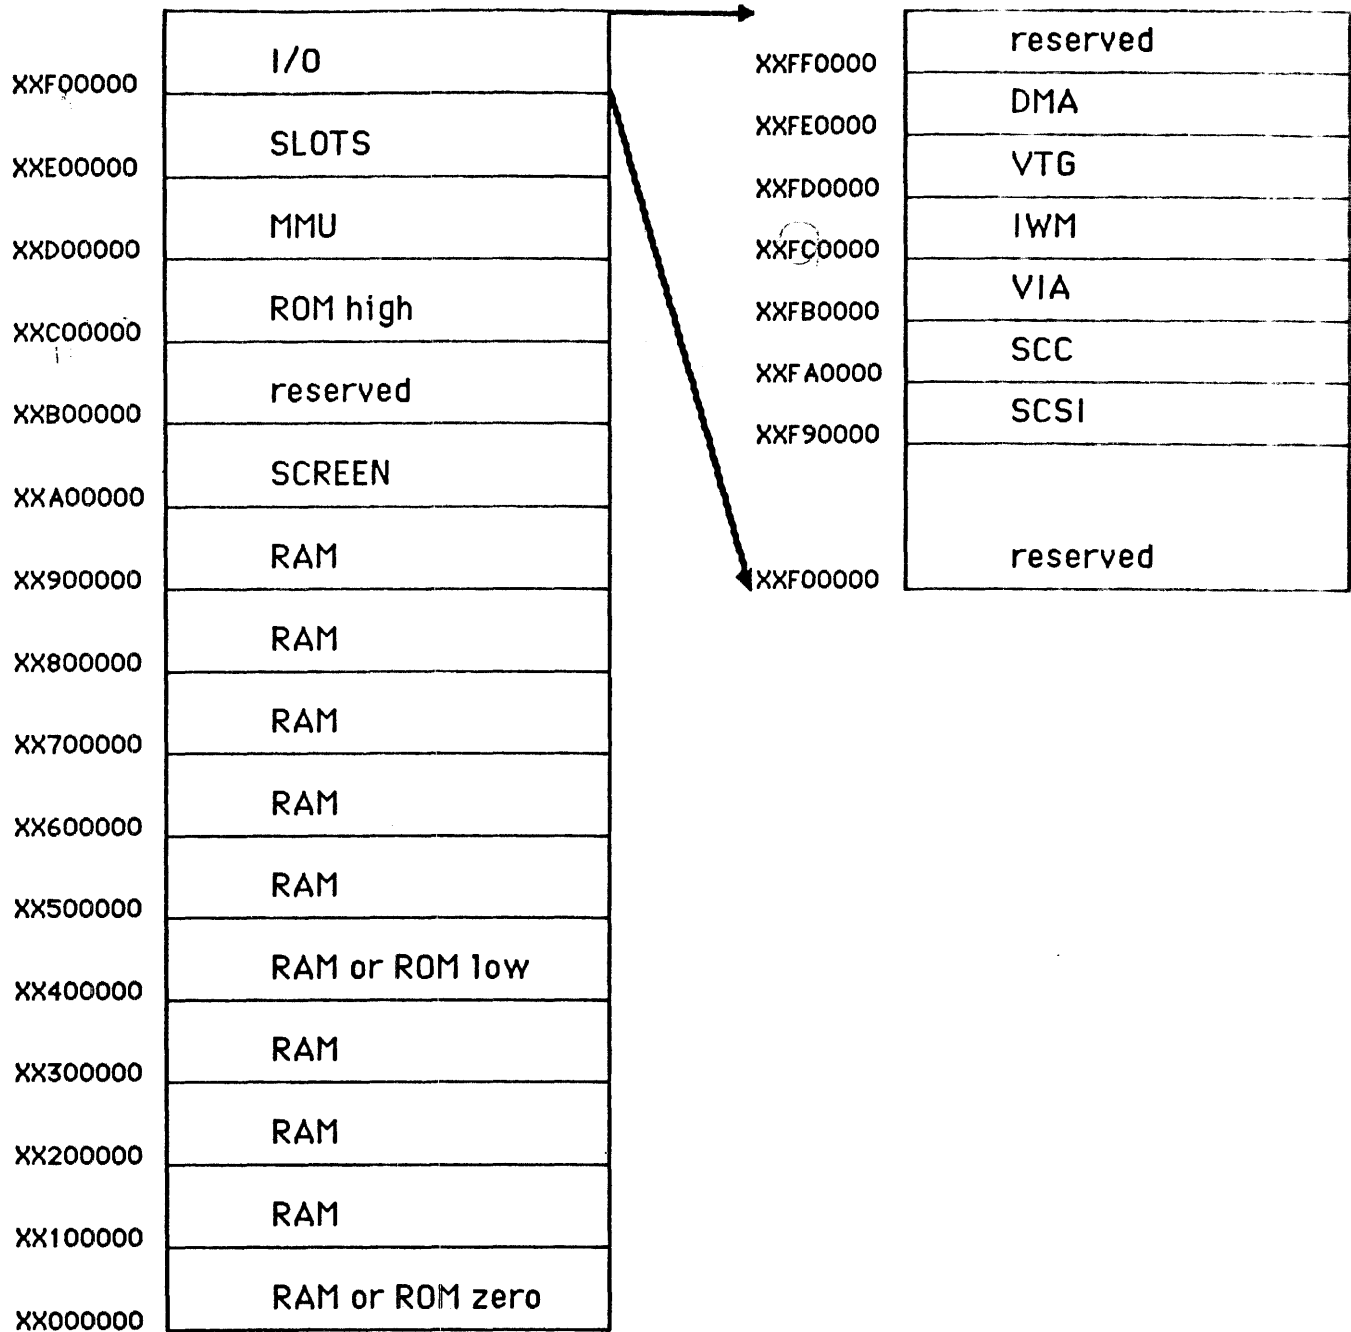 I/O
XXF00000
SLOTS
XXE00000
MMU
XXD00000
ROM high
XXC00000
reserved
XXB00000
SCREEN
XXA00000
RAM
XX900000
RAM
XX800000
RAM
XX700000
RAM
XX600000
RAM
XX500000
RAM or ROM low
XX400000
RAM
XX300000
RAM
XX200000
RAM
XX100000
RAM or ROM zero
XX000000
reserved
XXFF0000
DMA
XXFE0000
VTG
XXFD0000
IWM
XXFC0000
VIA
XXFB0000
SCC
XXFA0000
SCSI
XXF90000
reserved
XXF00000